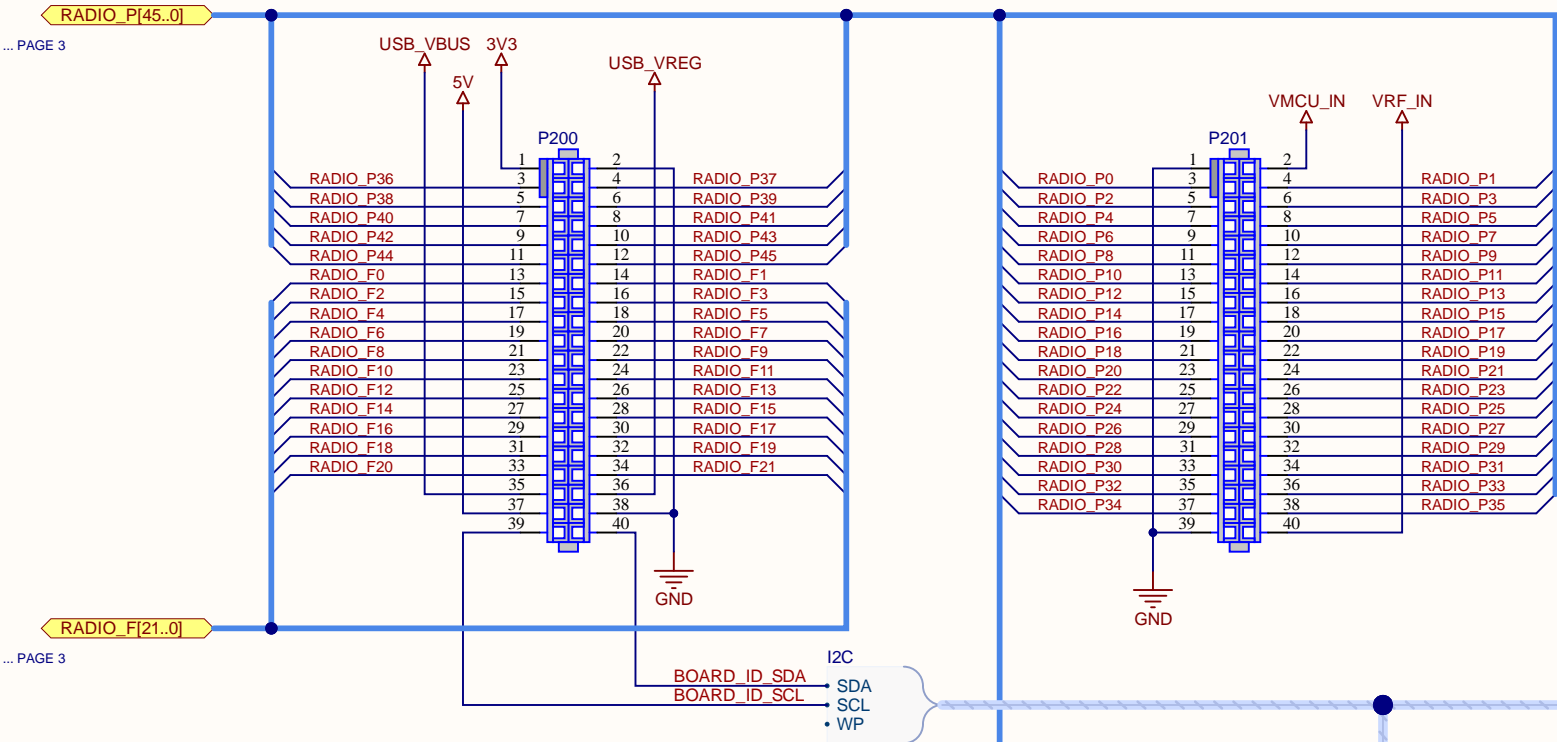 RADIO_P[45..0]
... PAGE 3
USB_VBUS 3V3
5V
USB_VREG
VMCU_IN VRF_IN
P200
1 2
RADIO_P36 3 4 RADIO_P37
RADIO_P38 5 6 RADIO_P39
RADIO_P40 7 8 RADIO_P41
RADIO_P42 9 10 RADIO_P43
RADIO_P44 11 12 RADIO_P45
RADIO_F0 13 14 RADIO_F1
RADIO_F2 15 16 RADIO_F3
RADIO_F4 17 18 RADIO_F5
RADIO_F6 19 20 RADIO_F7
RADIO_F8 21 22 RADIO_F9
RADIO_F10 23 24 RADIO_F11
RADIO_F12 25 26 RADIO_F13
RADIO_F14 27 28 RADIO_F15
RADIO_F16 29 30 RADIO_F17
RADIO_F18 31 32 RADIO_F19
RADIO_F20 33 34 RADIO_F21
35 36
37 38
39 40
GND
P201
1 2
RADIO_P0 3 4 RADIO_P1
RADIO_P2 5 6 RADIO_P3
RADIO_P4 7 8 RADIO_P5
RADIO_P6 9 10 RADIO_P7
RADIO_P8 11 12 RADIO_P9
RADIO_P10 13 14 RADIO_P11
RADIO_P12 15 16 RADIO_P13
RADIO_P14 17 18 RADIO_P15
RADIO_P16 19 20 RADIO_P17
RADIO_P18 21 22 RADIO_P19
RADIO_P20 23 24 RADIO_P21
RADIO_P22 25 26 RADIO_P23
RADIO_P24 27 28 RADIO_P25
RADIO_P26 29 30 RADIO_P27
RADIO_P28 31 32 RADIO_P29
RADIO_P30 33 34 RADIO_P31
RADIO_P32 35 36 RADIO_P33
RADIO_P34 37 38 RADIO_P35
39 40
GND
RADIO_F[21..0]
... PAGE 3
I2C
BOARD_ID_SDA SDA
BOARD_ID_SCL SCL
WP